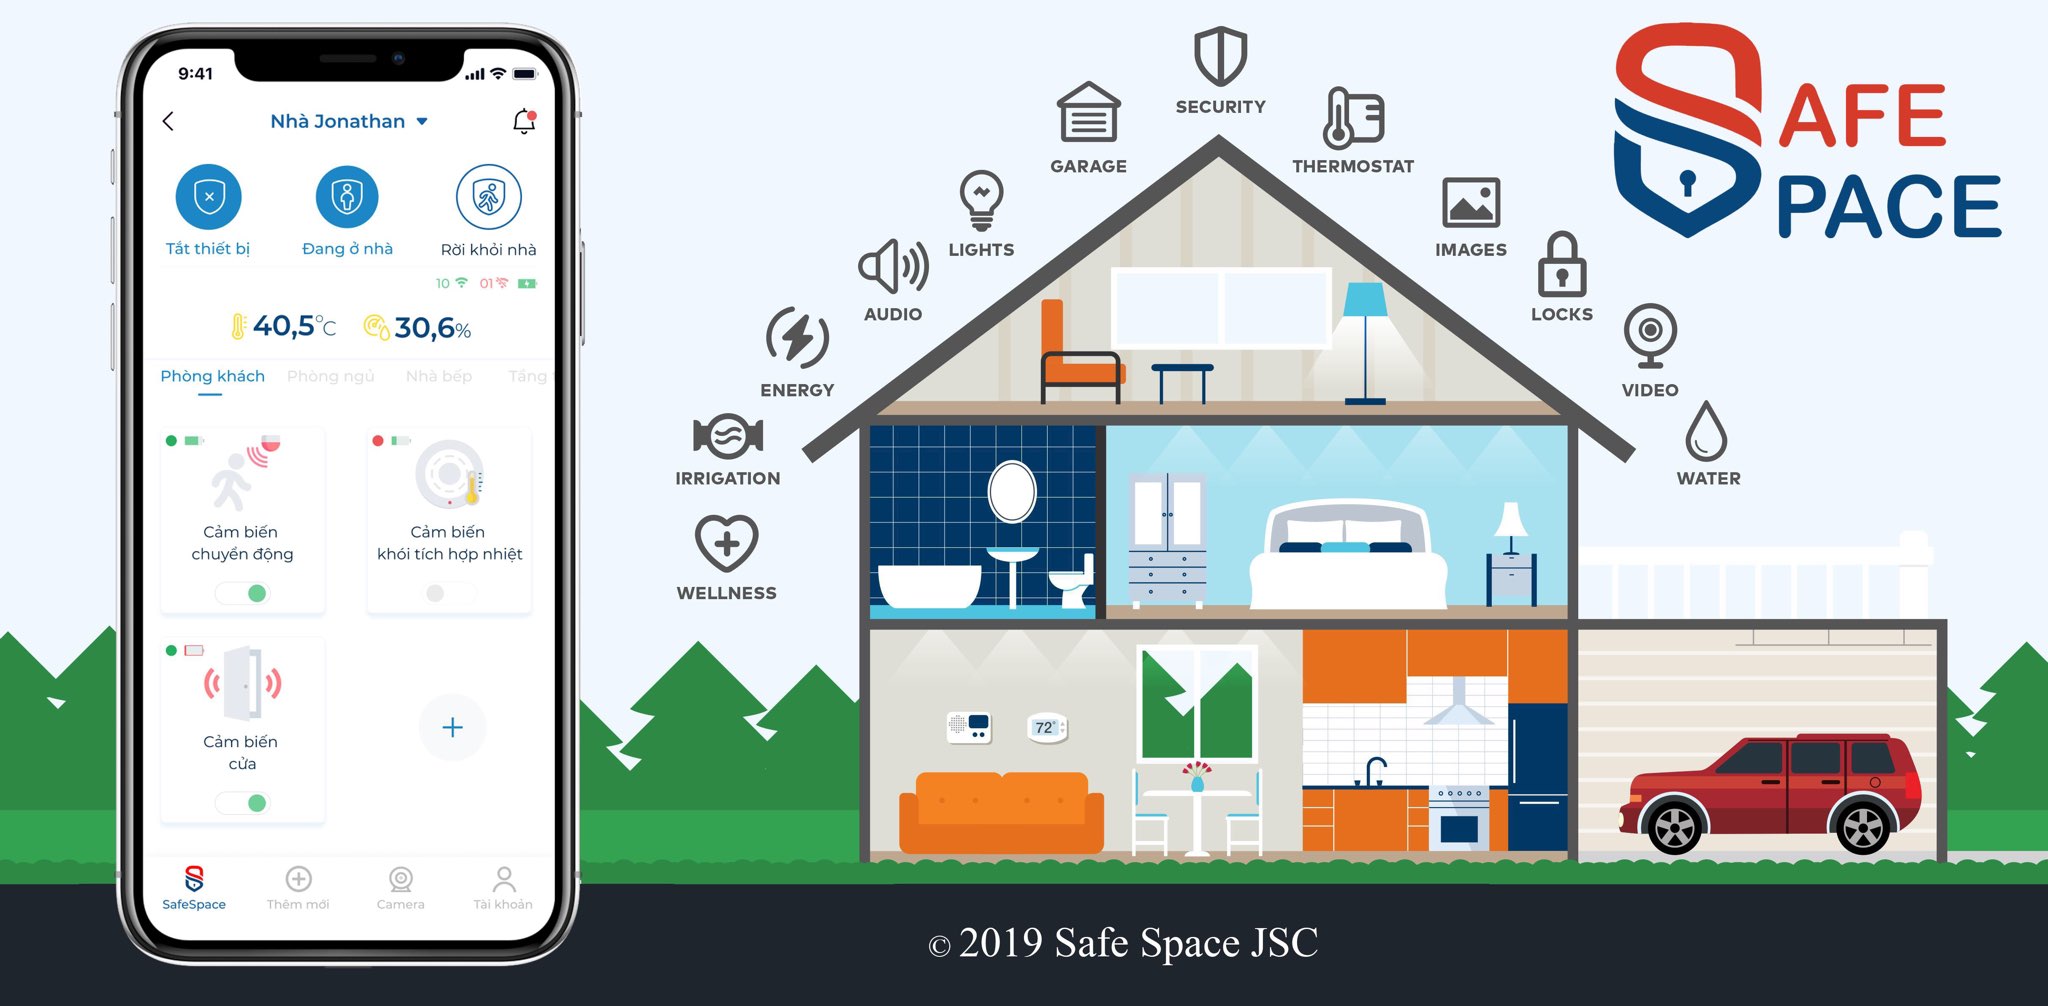 9:41
Nhà Jonathan
Tắt thiết bị
Đang ở nhà
Rời khỏi nhà
10
01
40,5°C
30,6%
Phòng khách
Phòng ngủ
Nhà bếp
Tầng
Cảm biến
chuyển động
Cảm biến
khói tích hợp nhiệt
Cảm biến
cửa
SafeSpace
Thêm mới
Camera
Tài khoản
SECURITY
GARAGE
THERMOSTAT
LIGHTS
IMAGES
AUDIO
LOCKS
ENERGY
VIDEO
IRRIGATION
WATER
WELLNESS
SAFE
SPACE
72°
© 2019 Safe Space JSC